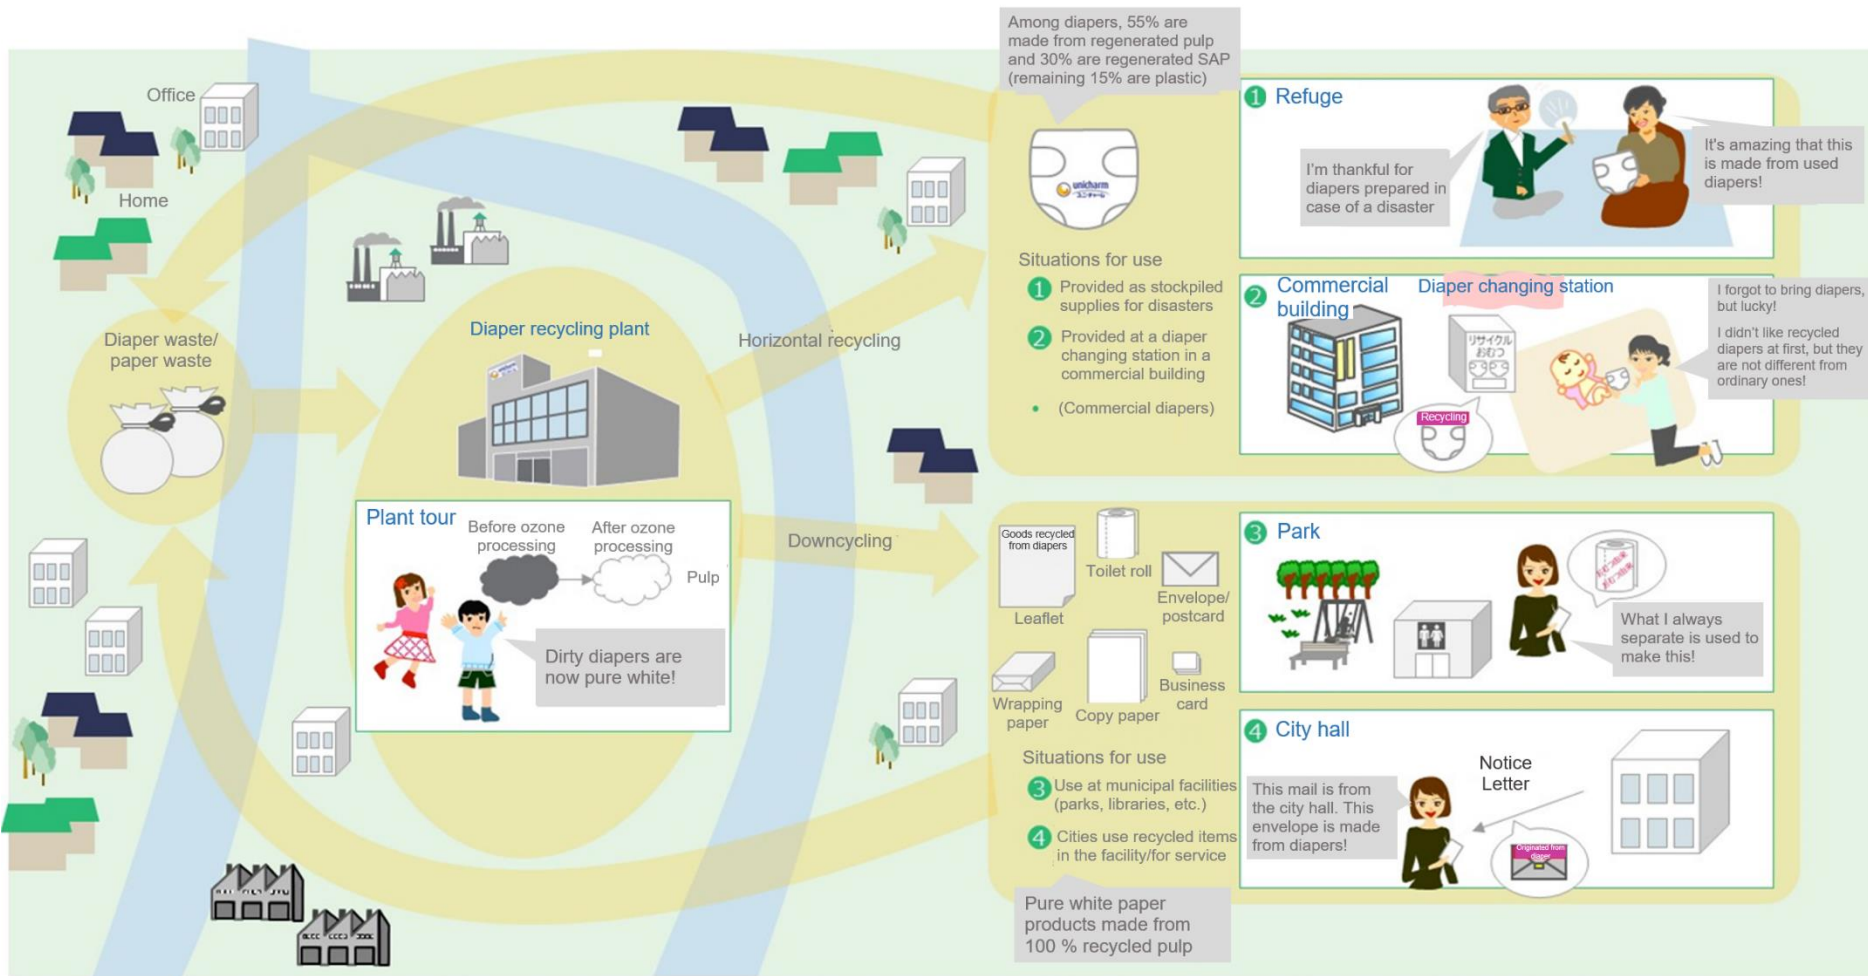 Among diapers, 55% are
made from regenerated pulp
and 30% are regenerated SAP
(remaining 15% are plastic)
Office
Home
Diaper waste/
paper waste
Diaper recycling plant
unicharm
Horizontal recycling
Downcycling
Plant tour
Before ozone
processing
After ozone
processing
Pulp
Dirty diapers are
now pure white!
unicharm
ユニ・チャーム
Situations for use
1 Provided as stockpiled
supplies for disasters
2 Provided at a diaper
changing station in a
commercial building
• (Commercial diapers)
1 Refuge
I'm thankful for
diapers prepared in
case of a disaster
It's amazing that this
is made from used
diapers!
2 Commercial
building
Diaper changing station
リサイクル
おむつ
Recycling
I forgot to bring diapers,
but lucky!
I didn't like recycled
diapers at first, but they
are not different from
ordinary ones!
Goods recycled
from diapers
Leaflet
Toilet roll
Envelope/
postcard
Wrapping
paper
Copy paper
Business
card
Situations for use
3 Use at municipal facilities
(parks, libraries, etc.)
4 Cities use recycled items
in the facility/for service
Pure white paper
products made from
100 % recycled pulp
3 Park
What I always
separate is used to
make this!
4 City hall
This mail is from
the city hall. This
envelope is made
from diapers!
Notice
Letter
Originated from
diaper